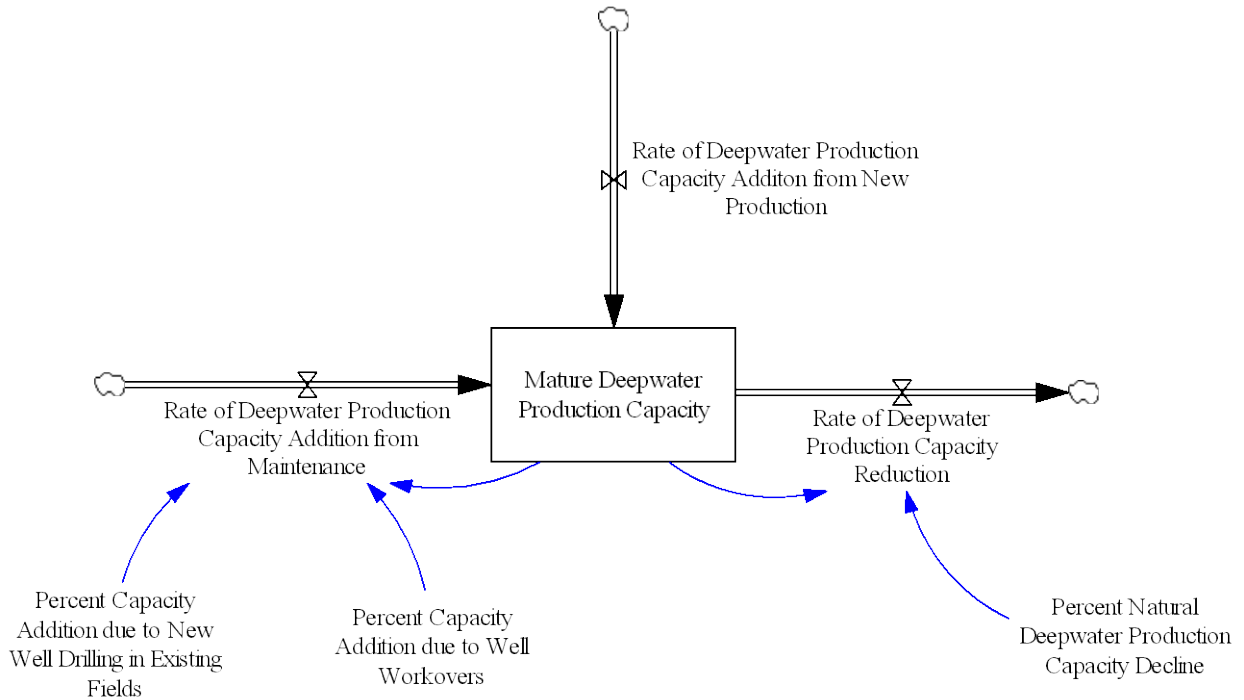 Rate of Deepwater Production
Capacity Additon from New
Production
Mature Deepwater
Production Capacity
Rate of Deepwater Production
Capacity Addition from
Maintenance
Rate of Deepwater
Production Capacity
Reduction
Percent Capacity
Addition due to New
Well Drilling in Existing
Fields
Percent Capacity
Addition due to Well
Workovers
Percent Natural
Deepwater Production
Capacity Decline